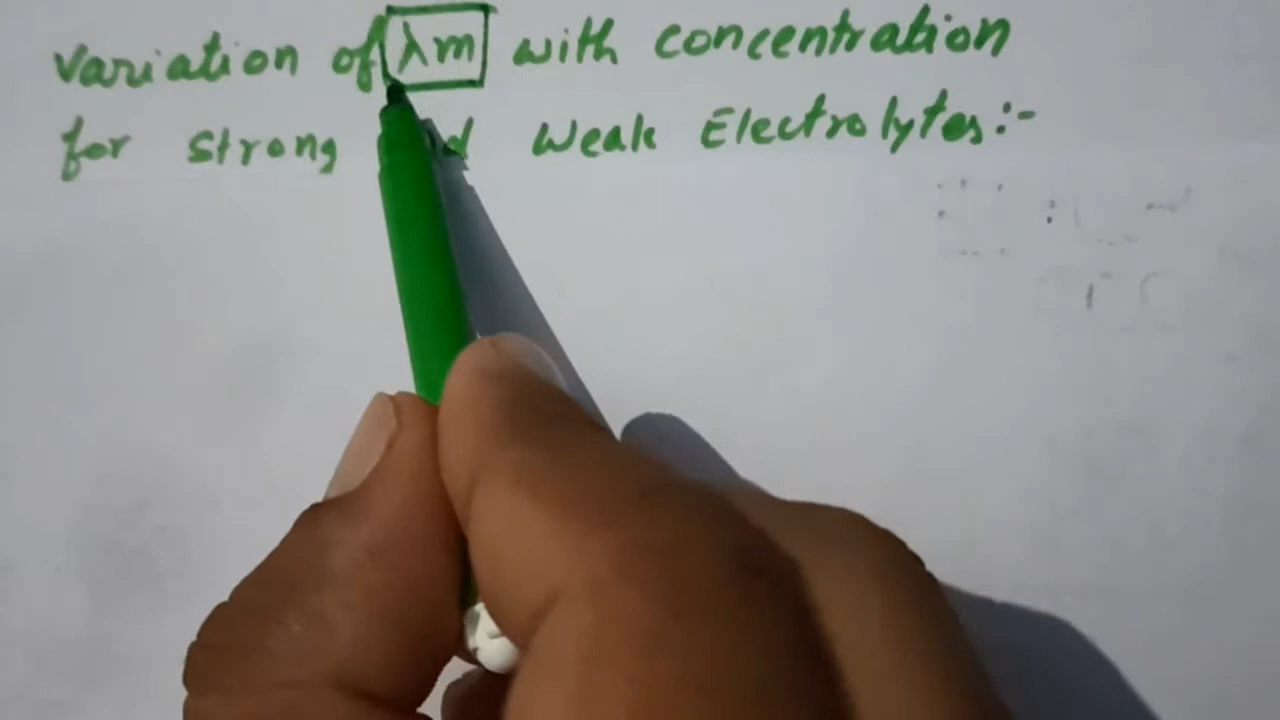 Variation of λm with concentration
for strong Weak Electrolytes:-